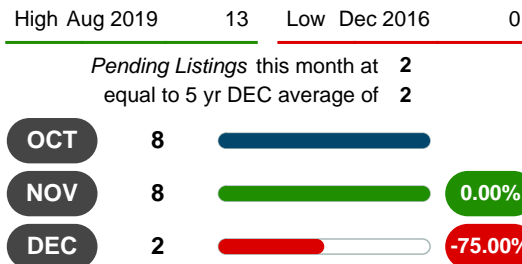 High Aug 2019 13 Low Dec 2016 0
Pending Listings this month at 2
equal to 5 yr DEC average of 2
OCT 8
NOV 8 0.00%
DEC 2 -75.00%